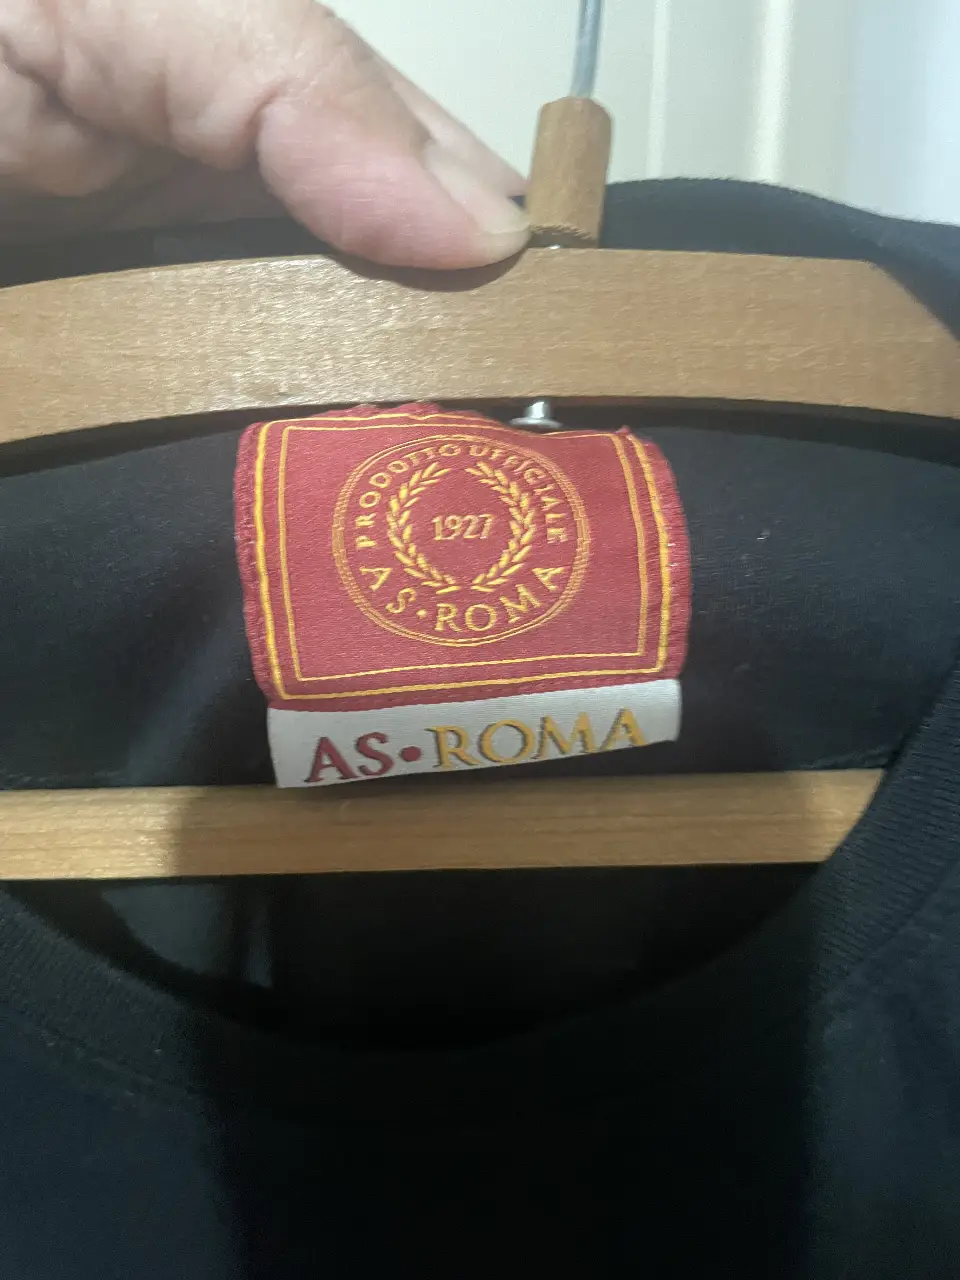 PRODOTTO UFFICIALE
1927
AS·ROMA
AS·ROMA